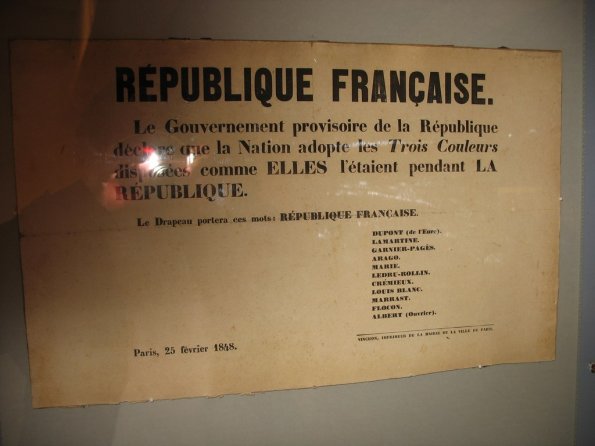 RÉPUBLIQUE FRANÇAISE.
Le Gouvernement provisoire de la République
déclare que la Nation adopte les Trois Couleurs
disposées comme ELLES l'étaient pendant LA
RÉPUBLIQUE.
Le Drapeau portera ces mots: RÉPUBLIQUE FRANÇAISE.
DUPONT (de l'Eure).
LAMARTINE.
GARNIER-PAGÈS.
ARAGO.
MARIE.
LEDRU-ROLLIN.
CRÉMIEUX.
LOUIS BLANC.
MARRAST.
FLOCON.
ALBERT (Ouvrier).
Paris, 25 février 1848.
VINCHON, IMPRIMEUR DE LA MAIRIE DE LA VILLE DE PARIS.